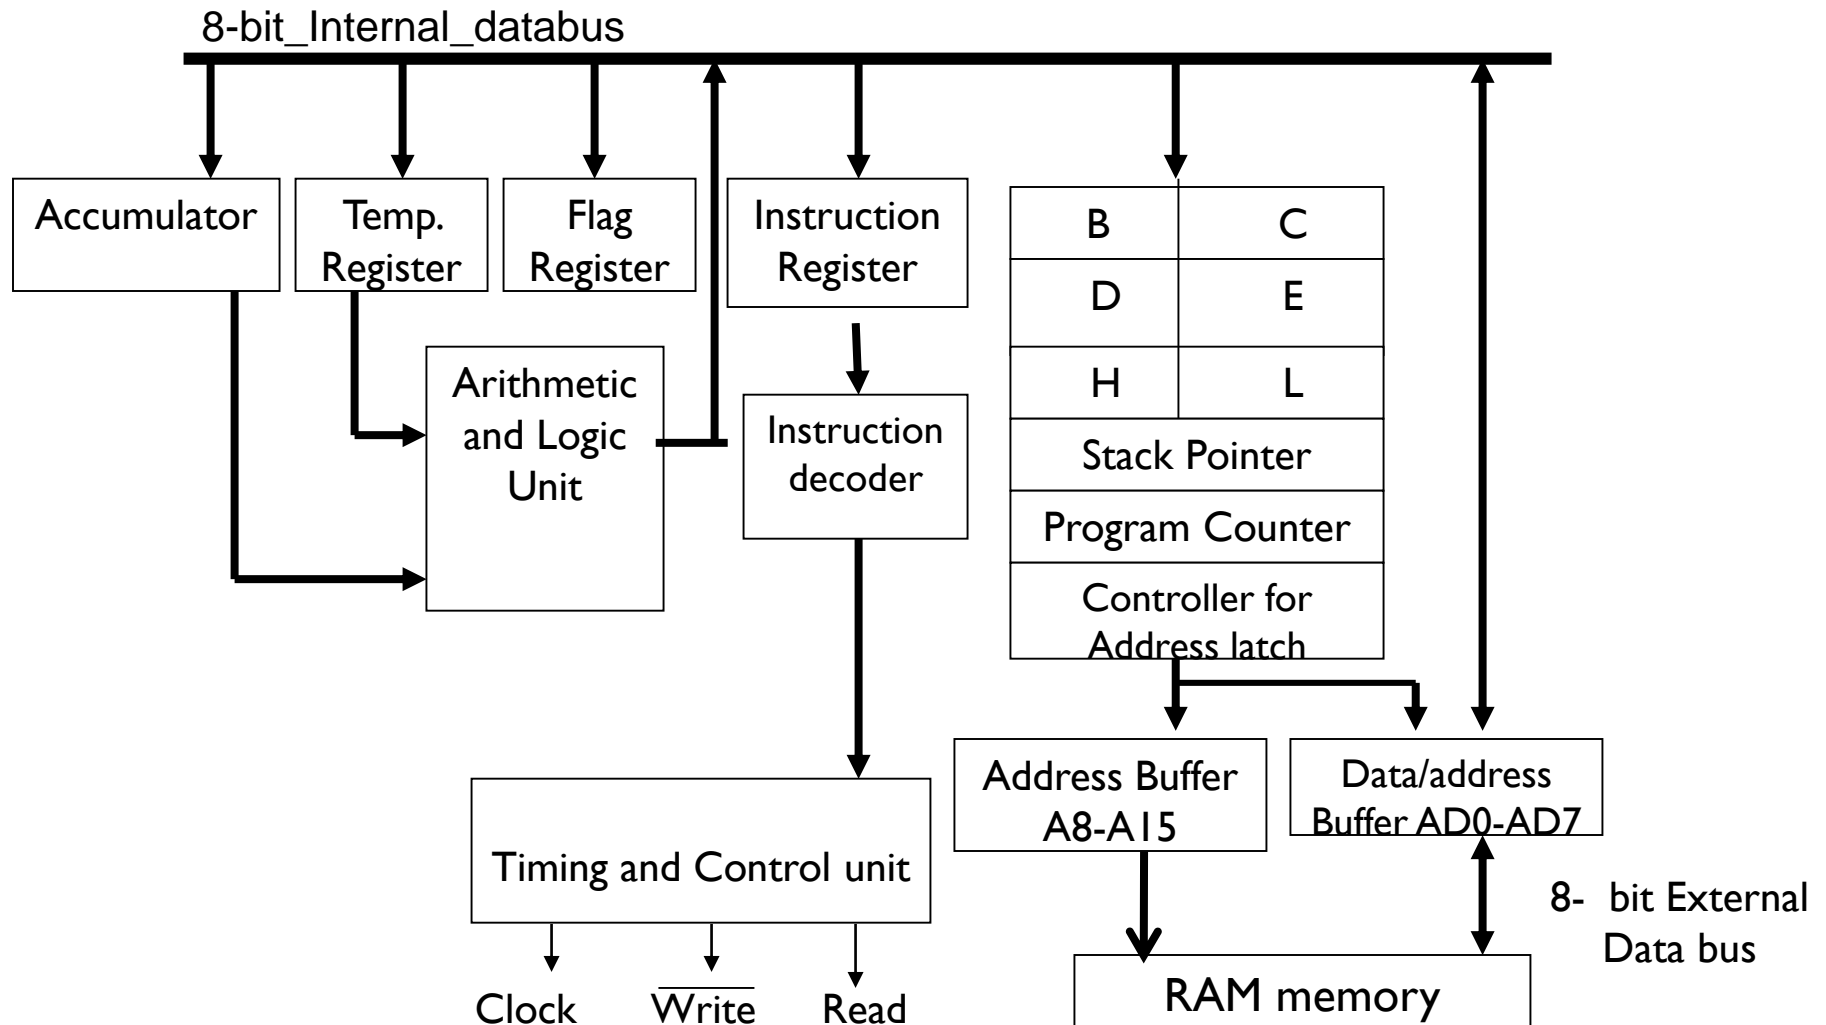 8-bit_Internal_databus
Accumulator
Temp.
Register
Flag
Register
Instruction
Register
B
C
D
E
H
L
Stack Pointer
Program Counter
Controller for
Address latch
Arithmetic
and Logic
Unit
Instruction
decoder
Timing and Control unit
Clock
Write
Read
Address Buffer
A8-A15
Data/address
Buffer AD0-AD7
8- bit External
Data bus
RAM memory